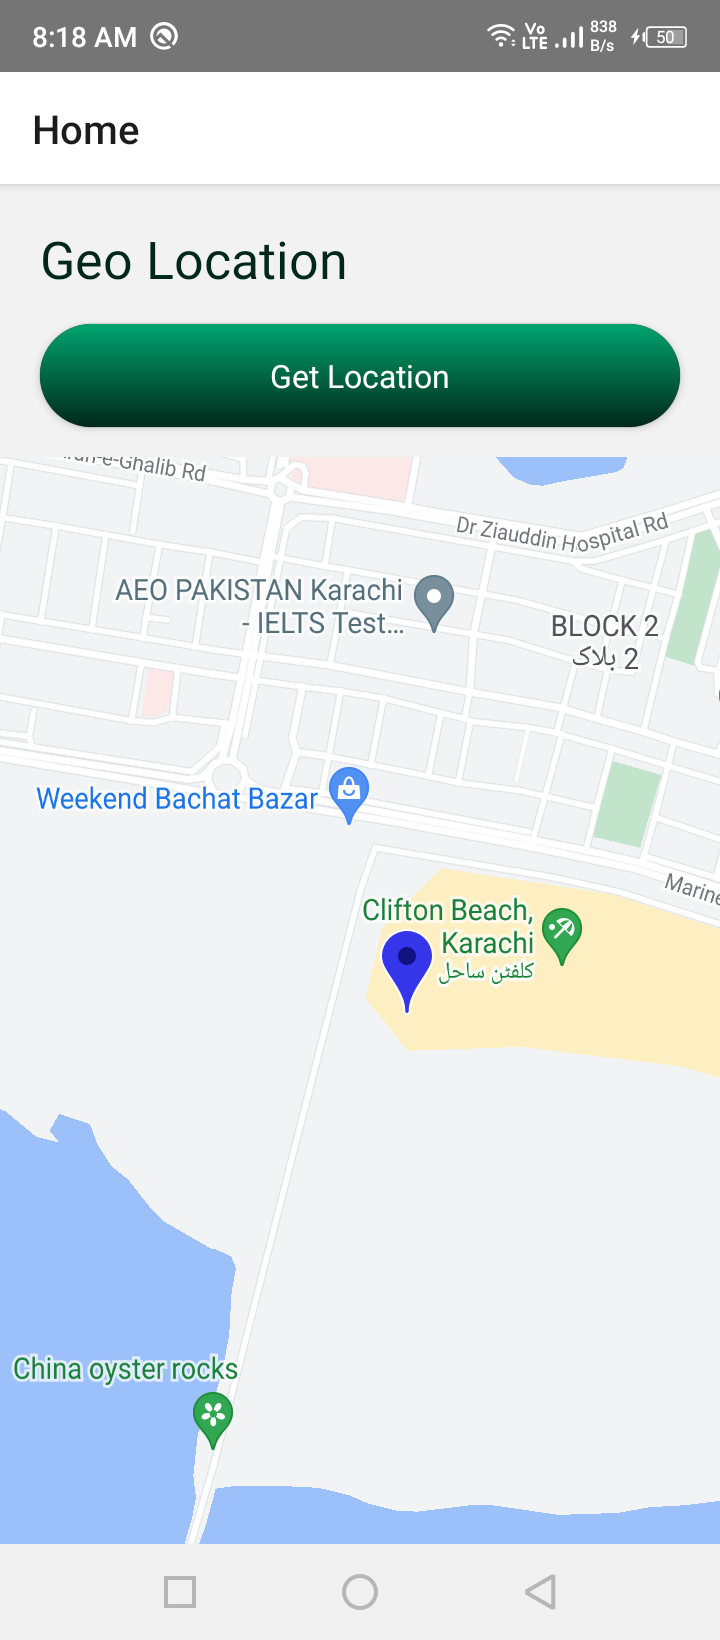 8:18 AM
Vo LTE
838 B/s
50
Home
Geo Location
Get Location
-e-Ghalib Rd
Dr Ziauddin Hospital Rd
AEO PAKISTAN Karachi
- IELTS Test...
BLOCK 2
بلاک 2
Weekend Bachat Bazar
Marine
Clifton Beach,
Karachi
کلفٹن ساحل
China oyster rocks